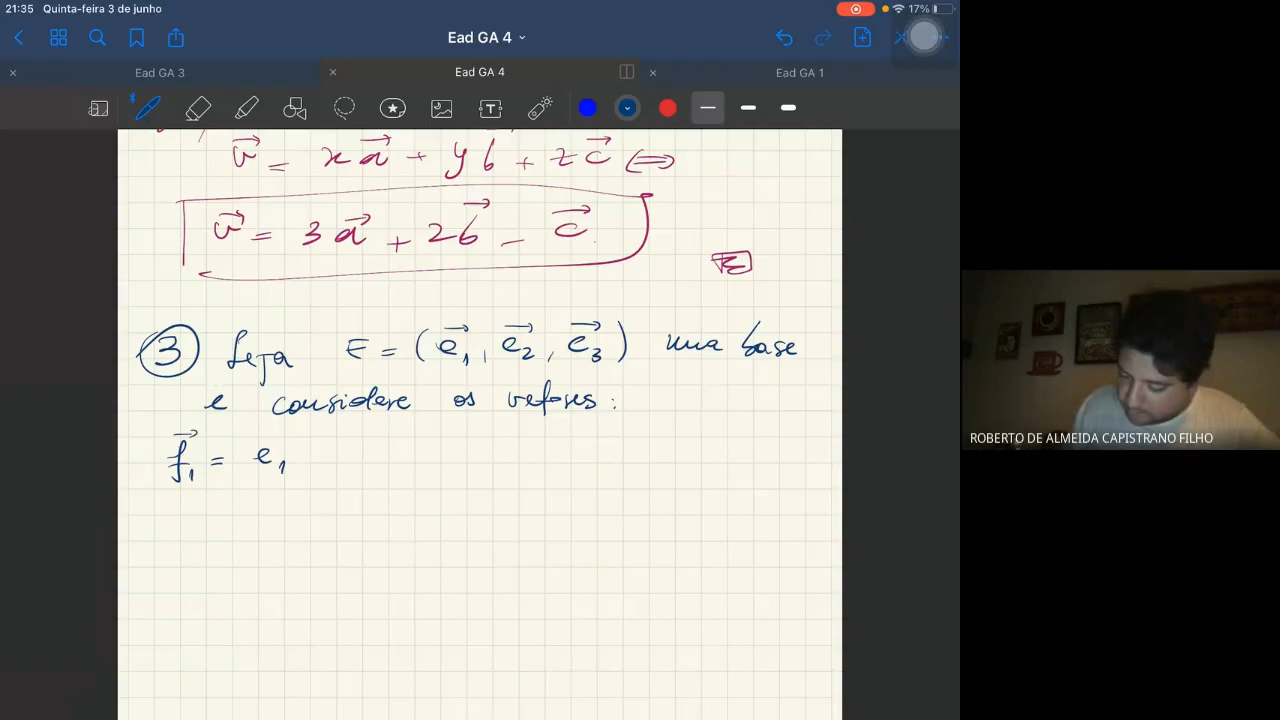 21:35 Quinta-feira 3 de junho 17%
Ead GA 4
Ead GA 3 Ead GA 4 Ead GA 1
v⃗ = x a⃗ + y b⃗ + z c⃗ ⇔
v⃗ = 3 a⃗ + 2 b⃗ - c⃗
③ Seja E = (e⃗₁, e⃗₂, e⃗₃) uma base
e considere os vetores:
f⃗₁ = e₁
ROBERTO DE ALMEIDA CAPISTRANO FILHO